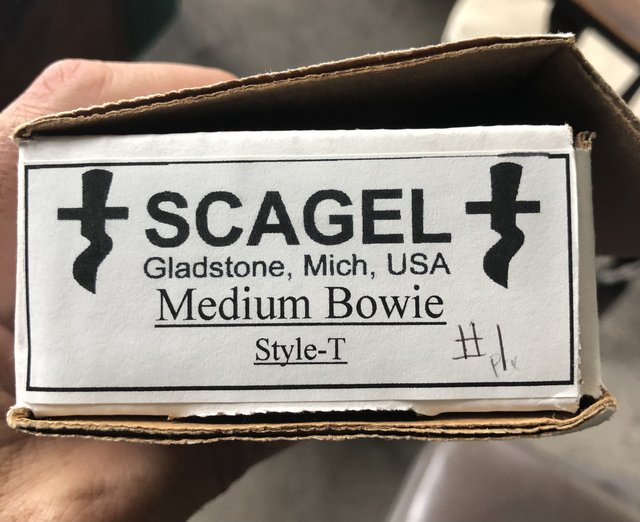 SCAGEL
Gladstone, Mich, USA
Medium Bowie
Style-T
#1